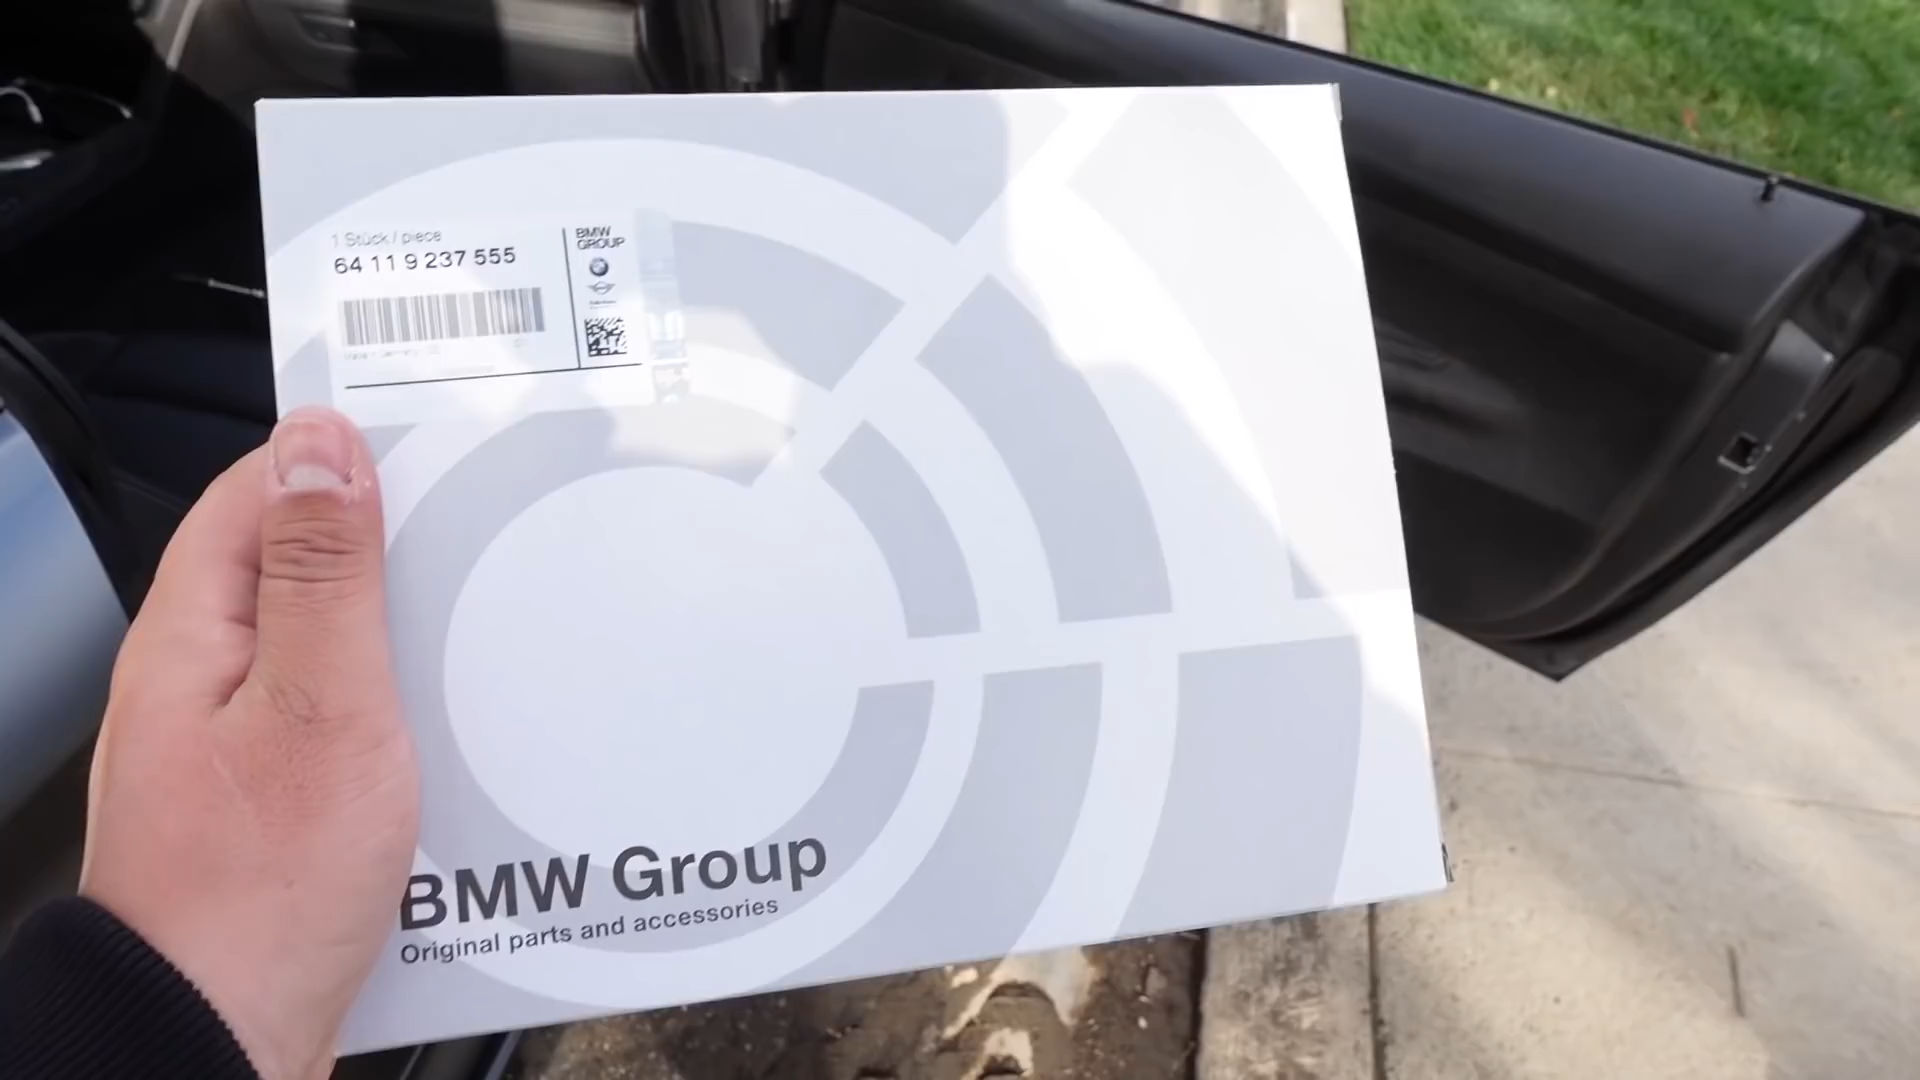 1 Stück / piece
64 11 9 237 555
BMW
GROUP
BMW Group
Original parts and accessories